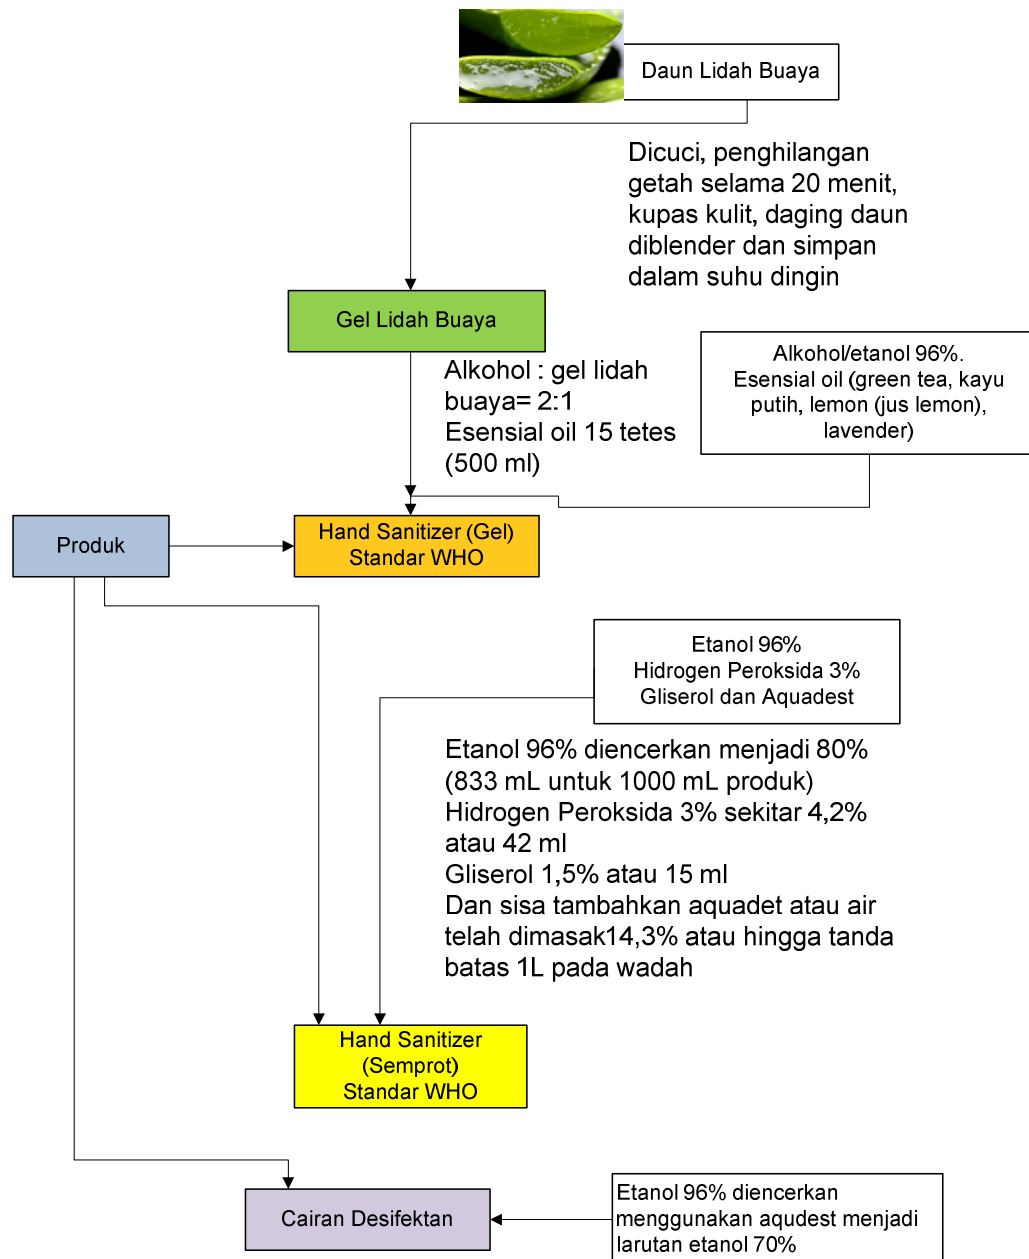 Daun Lidah Buaya
Dicuci, penghilangan
getah selama 20 menit,
kupas kulit, daging daun
diblender dan simpan
dalam suhu dingin
Gel Lidah Buaya
Alkohol/etanol 96%.
Esensial oil (green tea, kayu
putih, lemon (jus lemon),
lavender)
Alkohol : gel lidah
buaya= 2:1
Esensial oil 15 tetes
(500 ml)
Produk
Hand Sanitizer (Gel)
Standar WHO
Etanol 96%
Hidrogen Peroksida 3%
Gliserol dan Aquadest
Etanol 96% diencerkan menjadi 80%
(833 mL untuk 1000 mL produk)
Hidrogen Peroksida 3% sekitar 4,2%
atau 42 ml
Gliserol 1,5% atau 15 ml
Dan sisa tambahkan aquadet atau air
telah dimasak14,3% atau hingga tanda
batas 1L pada wadah
Hand Sanitizer
(Semprot)
Standar WHO
Cairan Desifektan
Etanol 96% diencerkan
menggunakan aqudest menjadi
larutan etanol 70%